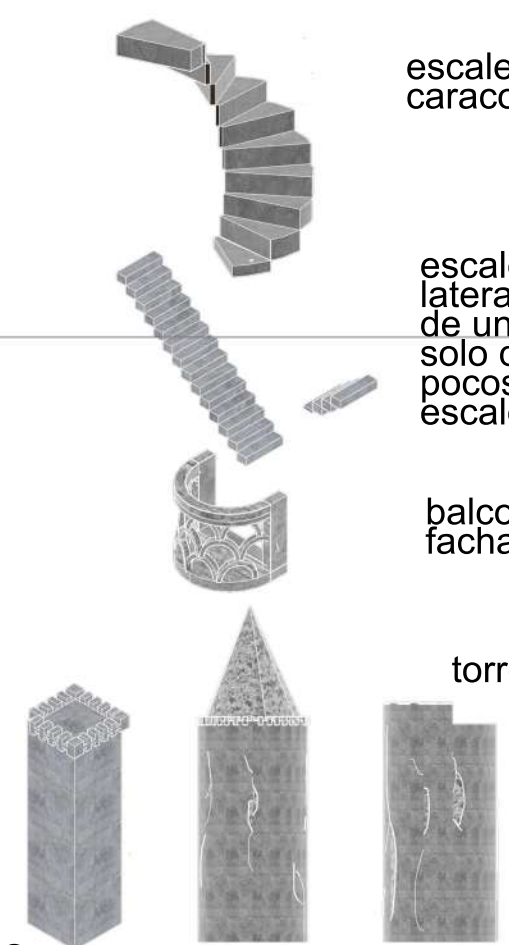 escale
caraco
escale
latera
de un
solo c
pocos
escale
balco
facha
torr